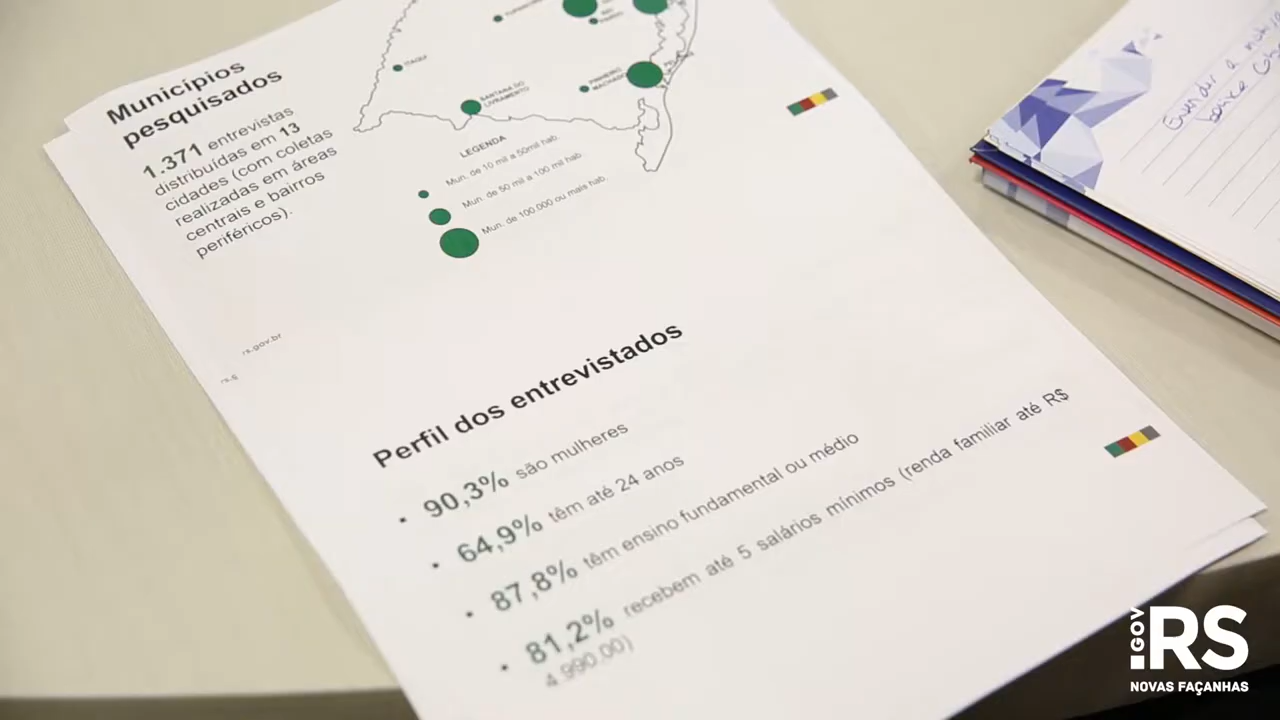 Municípios
pesquisados
1.371 entrevistas
distribuídas em 13
cidades (com coletas
realizadas em áreas
centrais e bairros
periféricos).
ITAQUI
SANTANA DO
LIVRAMENTO
PINHEIRO
MACHADO
LEGENDA
Mun. de 10 mil a 50mil hab.
Mun. de 50 mil a 100 mil hab.
Mun. de 100.000 ou mais hab.
rs.gov.br
rs.g
Perfil dos entrevistados
• 90,3% são mulheres
• 64,9% têm até 24 anos
• 87,8% têm ensino fundamental ou médio
• 81,2% recebem até 5 salários mínimos (renda familiar até R$
4.990.00)
.GOV
RS
NOVAS FAÇANHAS